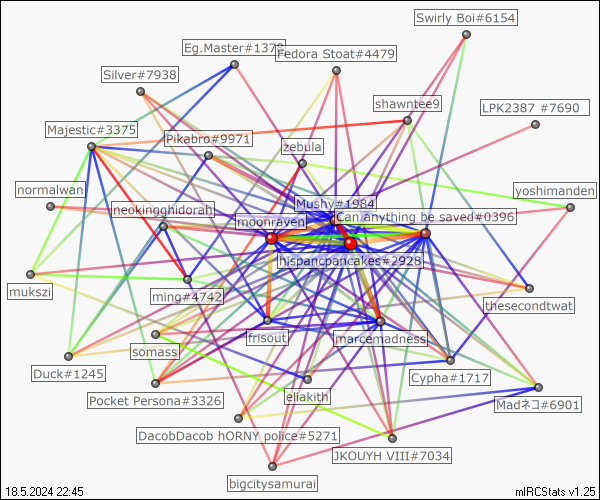 Swirly Boi#6154
Eg.Master#1378
Fedora Stoat#4479
Silver#7938
shawntee9
LPK2387 #7690
Majestic#3375
Pikabro#9971
zebula
normalwan
yoshimanden
Mushy#1984
neokingghidorah
moonraven
Can anything be saved#0396
hispancpancakes#2928
mukszi
ming#4742
thesecondtwat
frisout
marcemadness
somass
Duck#1245
Cypha#1717
Pocket Persona#3326
eliakith
Madネコ#6901
DacobDacob hORNY police#5271
JKOUYH VIII#7034
bigcitysamurai
18.5.2024 22:45
mIRCStats v1.25